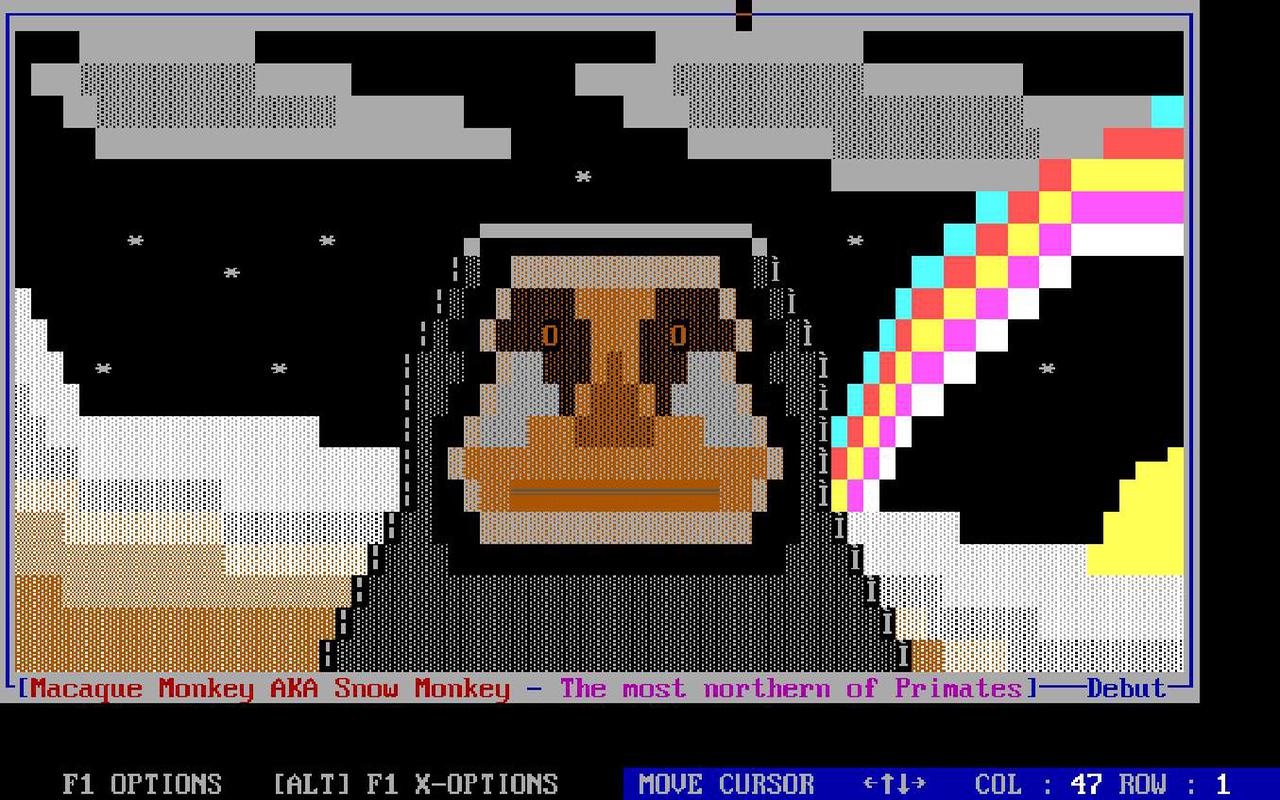 [Macaque Monkey AKA Snow Monkey - The most northern of Primates]──Debut
F1 OPTIONS [ALT] F1 X-OPTIONS MOVE CURSOR ←↑↓→ COL : 47 ROW : 1